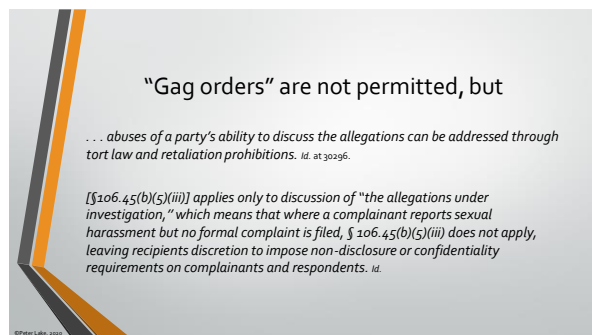 “Gag orders” are not permitted, but
. . . abuses of a party’s ability to discuss the allegations can be addressed through
tort law and retaliation prohibitions. Id. at 30296.
[§106.45(b)(5)(iii)] applies only to discussion of “the allegations under
investigation,” which means that where a complainant reports sexual
harassment but no formal complaint is filed, § 106.45(b)(5)(iii) does not apply,
leaving recipients discretion to impose non-disclosure or confidentiality
requirements on complainants and respondents. Id.
©Peter Lake, 2020